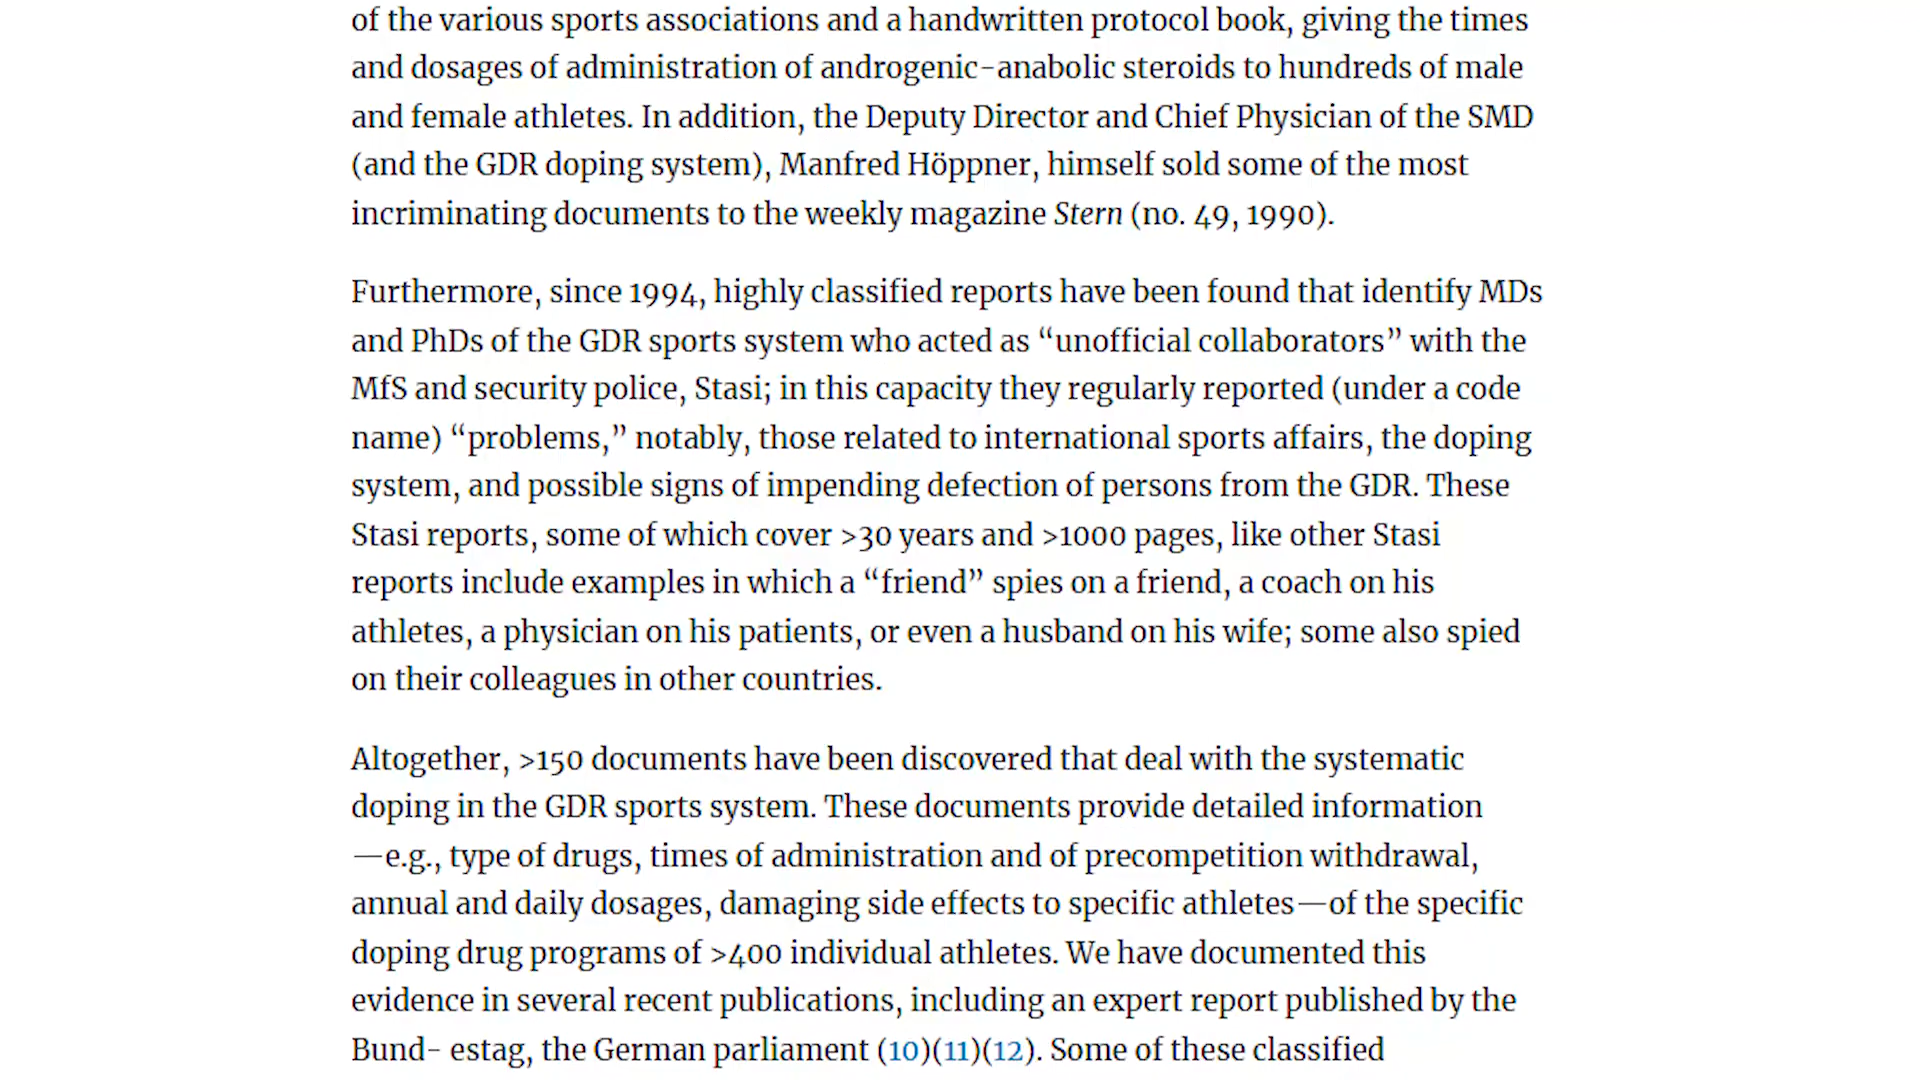 of the various sports associations and a handwritten protocol book, giving the times
and dosages of administration of androgenic-anabolic steroids to hundreds of male
and female athletes. In addition, the Deputy Director and Chief Physician of the SMD
(and the GDR doping system), Manfred Höppner, himself sold some of the most
incriminating documents to the weekly magazine Stern (no. 49, 1990).
Furthermore, since 1994, highly classified reports have been found that identify MDs
and PhDs of the GDR sports system who acted as “unofficial collaborators” with the
MfS and security police, Stasi; in this capacity they regularly reported (under a code
name) “problems,” notably, those related to international sports affairs, the doping
system, and possible signs of impending defection of persons from the GDR. These
Stasi reports, some of which cover >30 years and >1000 pages, like other Stasi
reports include examples in which a “friend” spies on a friend, a coach on his
athletes, a physician on his patients, or even a husband on his wife; some also spied
on their colleagues in other countries.
Altogether, >150 documents have been discovered that deal with the systematic
doping in the GDR sports system. These documents provide detailed information
—e.g., type of drugs, times of administration and of precompetition withdrawal,
annual and daily dosages, damaging side effects to specific athletes—of the specific
doping drug programs of >400 individual athletes. We have documented this
evidence in several recent publications, including an expert report published by the
Bund- estag, the German parliament (10)(11)(12). Some of these classified